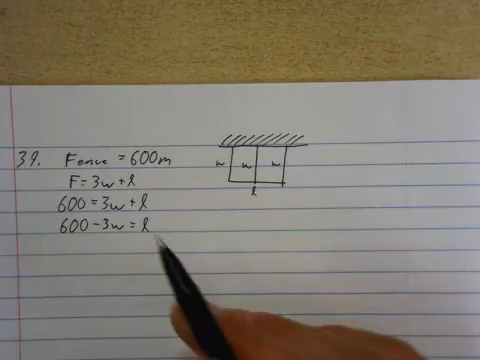 39. Fence = 600m
F = 3w + l
600 = 3w + l
600 - 3w = l
w w w
l